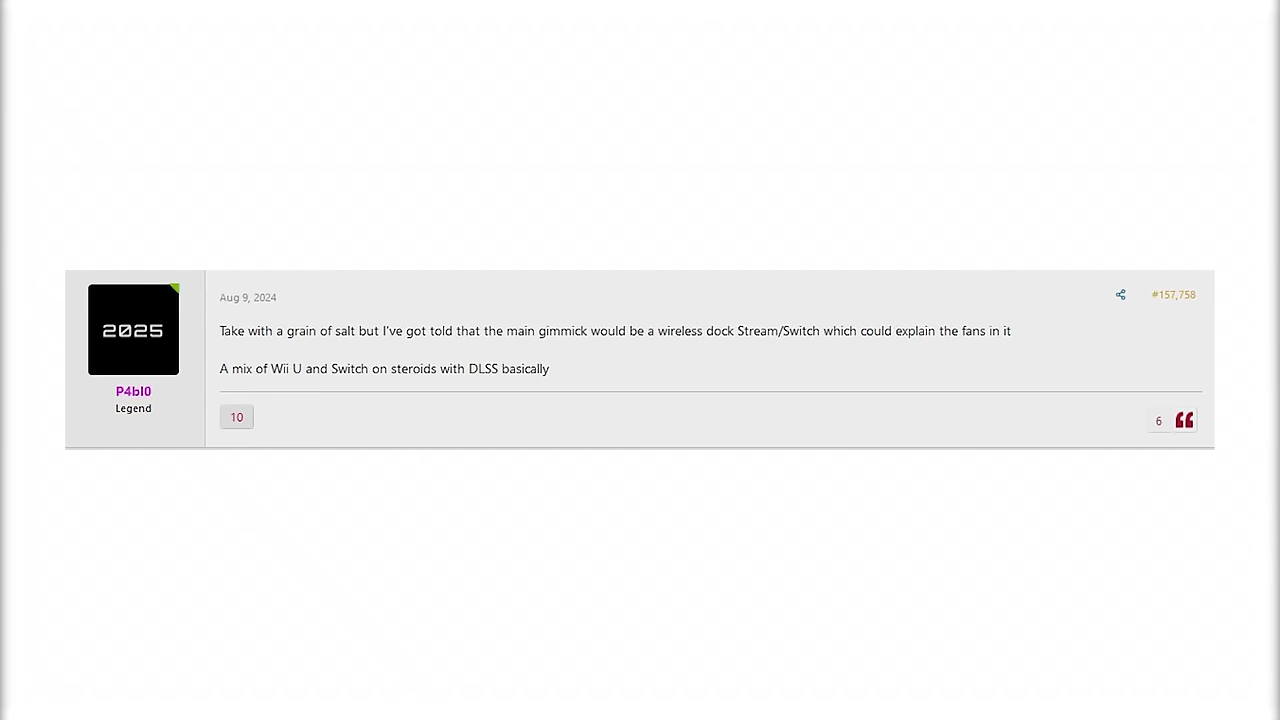 2025
P4bl0
Legend
Aug 9, 2024
#157,758
Take with a grain of salt but I've got told that the main gimmick would be a wireless dock Stream/Switch which could explain the fans in it
A mix of Wii U and Switch on steroids with DLSS basically
10
6